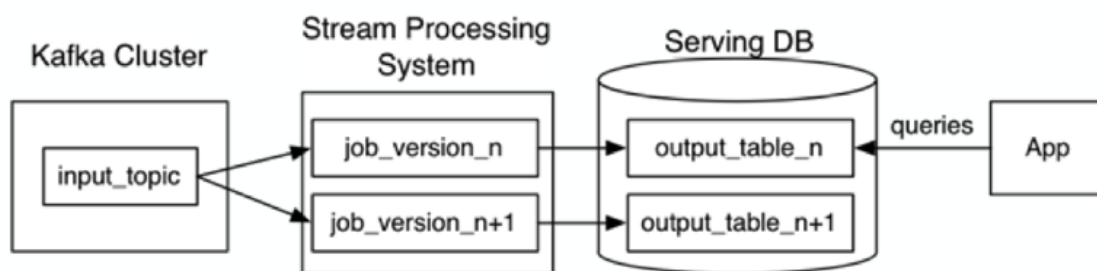 Kafka Cluster
Stream Processing
System
Serving DB
input_topic
job_version_n
job_version_n+1
output_table_n
output_table_n+1
queries
App